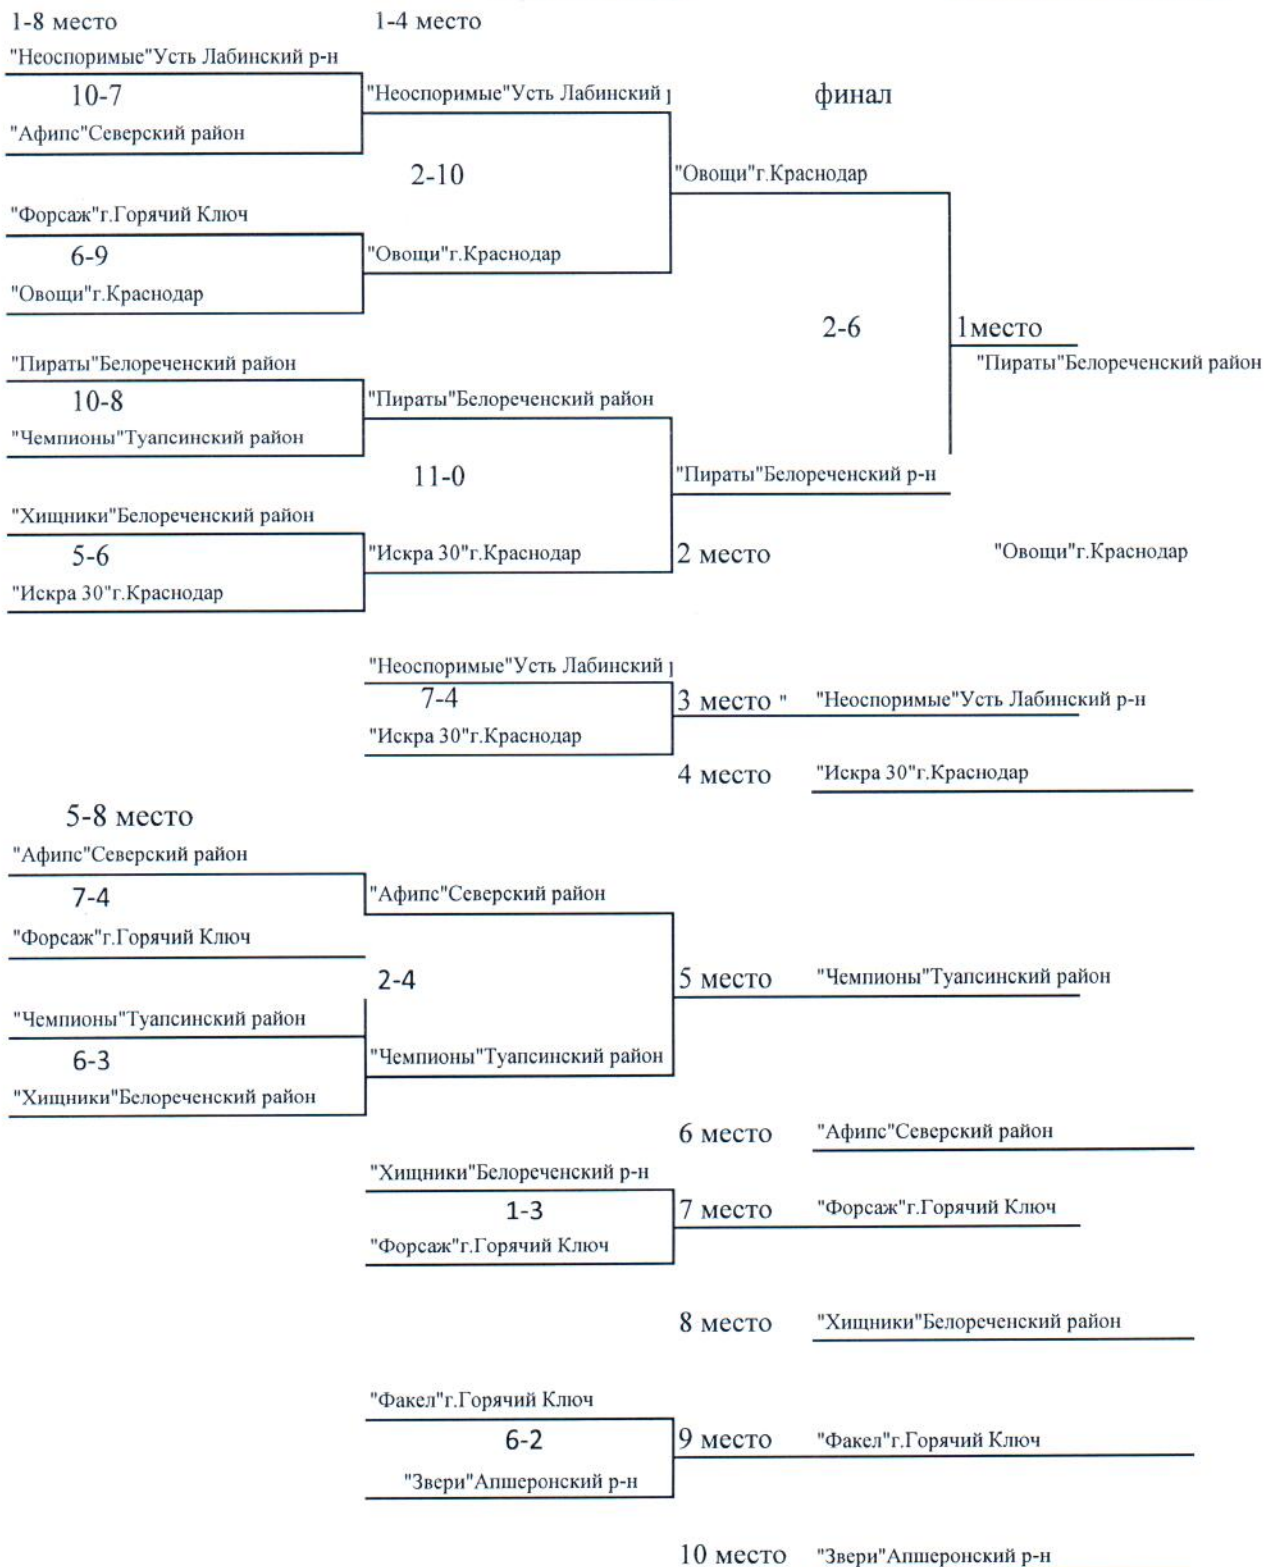 1-8 место
1-4 место
"Неоспоримые"Усть Лабинский р-н
10-7
"Неоспоримые"Усть Лабинский р
финал
"Афипс"Северский район
2-10
"Овощи"г.Краснодар
"Форсаж"г.Горячий Ключ
6-9
"Овощи"г.Краснодар
"Овощи"г.Краснодар
2-6
1место
"Пираты"Белореченский район
"Пираты"Белореченский район
10-8
"Пираты"Белореченский район
"Чемпионы"Туапсинский район
11-0
"Пираты"Белореченский р-н
"Хищники"Белореченский район
5-6
"Искра 30"г.Краснодар
2 место
"Овощи"г.Краснодар
"Искра 30"г.Краснодар
"Неоспоримые"Усть Лабинский р
7-4
3 место "
"Неоспоримые"Усть Лабинский р-н
"Искра 30"г.Краснодар
4 место
"Искра 30"г.Краснодар
5-8 место
"Афипс"Северский район
7-4
"Афипс"Северский район
"Форсаж"г.Горячий Ключ
2-4
5 место
"Чемпионы"Туапсинский район
"Чемпионы"Туапсинский район
6-3
"Чемпионы"Туапсинский район
"Хищники"Белореченский район
6 место
"Афипс"Северский район
"Хищники"Белореченский р-н
1-3
7 место
"Форсаж"г.Горячий Ключ
"Форсаж"г.Горячий Ключ
8 место
"Хищники"Белореченский район
"Факел"г.Горячий Ключ
6-2
9 место
"Факел"г.Горячий Ключ
"Звери"Апшеронский р-н
10 место
"Звери"Апшеронский р-н